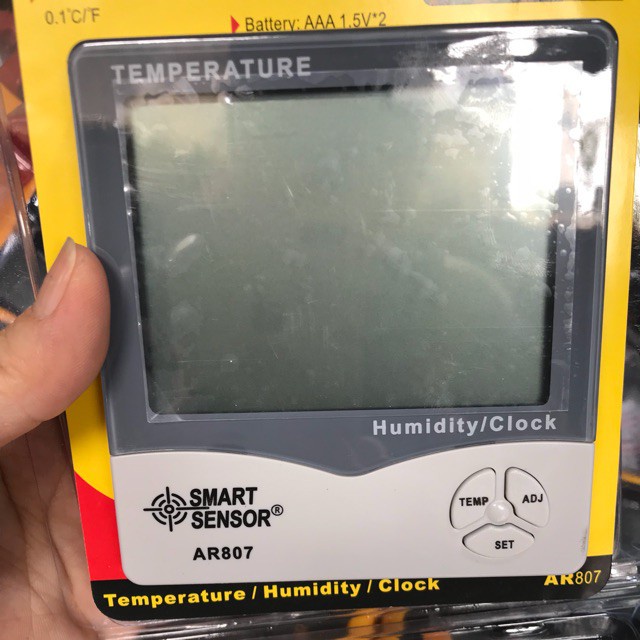 0.1°C/°F
Battery: AAA 1.5V*2
TEMPERATURE
Humidity/Clock
SMART
SENSOR®
AR807
TEMP
ADJ
SET
Temperature / Humidity / Clock
AR807